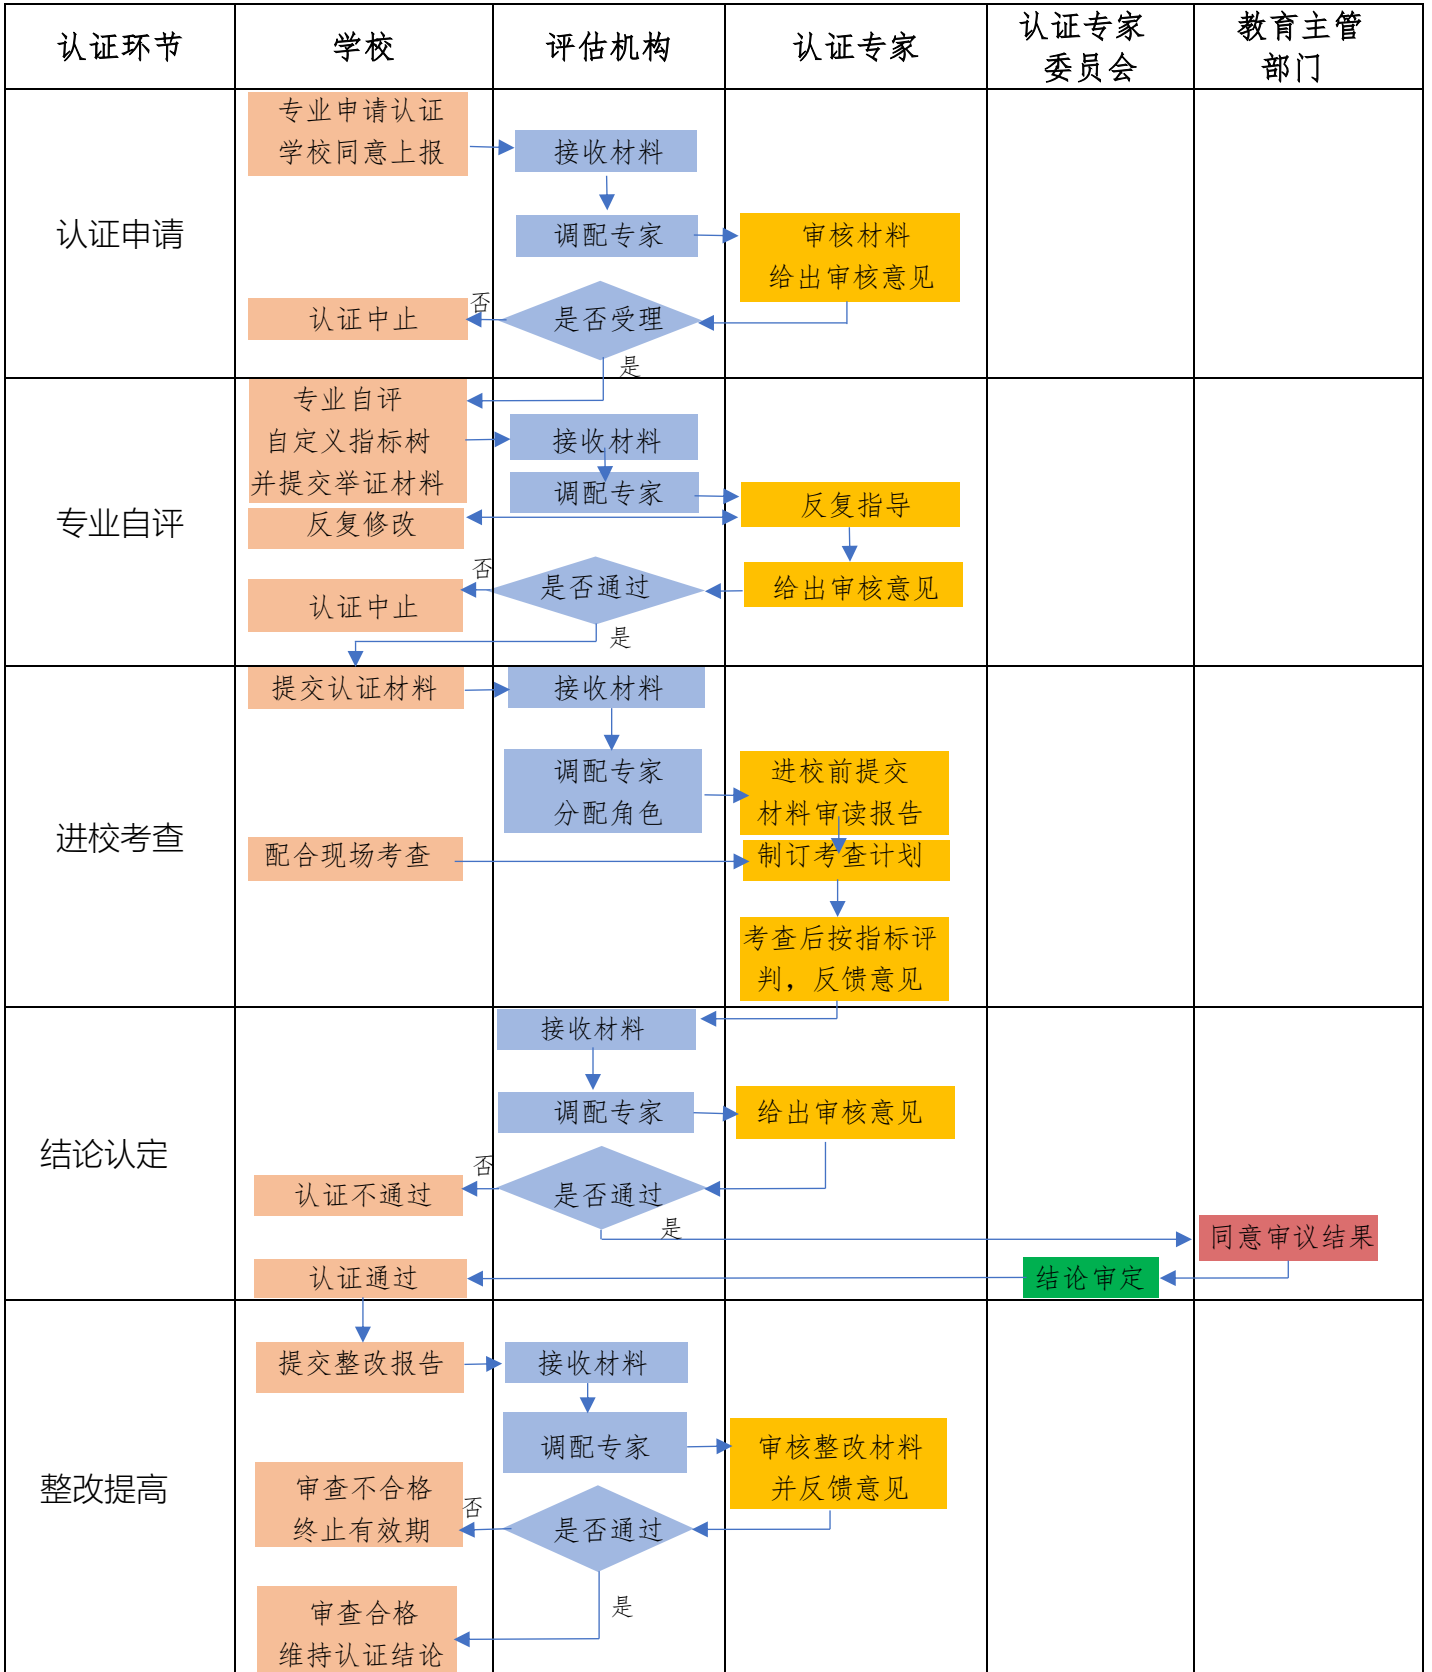 认证环节
学校
评估机构
认证专家
认证专家
委员会
教育主管
部门
认证申请
专业申请认证
学校同意上报
接收材料
调配专家
审核材料
给出审核意见
认证中止
否
是否受理
是
专业自评
专业自评
自定义指标树
并提交举证材料
接收材料
调配专家
反复指导
反复修改
给出审核意见
认证中止
否
是否通过
是
进校考查
提交认证材料
接收材料
调配专家
分配角色
进校前提交
材料审读报告
配合现场考查
制订考查计划
考查后按指标评
判，反馈意见
结论认定
接收材料
调配专家
给出审核意见
认证不通过
否
是否通过
是
同意审议结果
认证通过
结论审定
整改提高
提交整改报告
接收材料
调配专家
审核整改材料
并反馈意见
审查不合格
终止有效期
否
是否通过
是
审查合格
维持认证结论